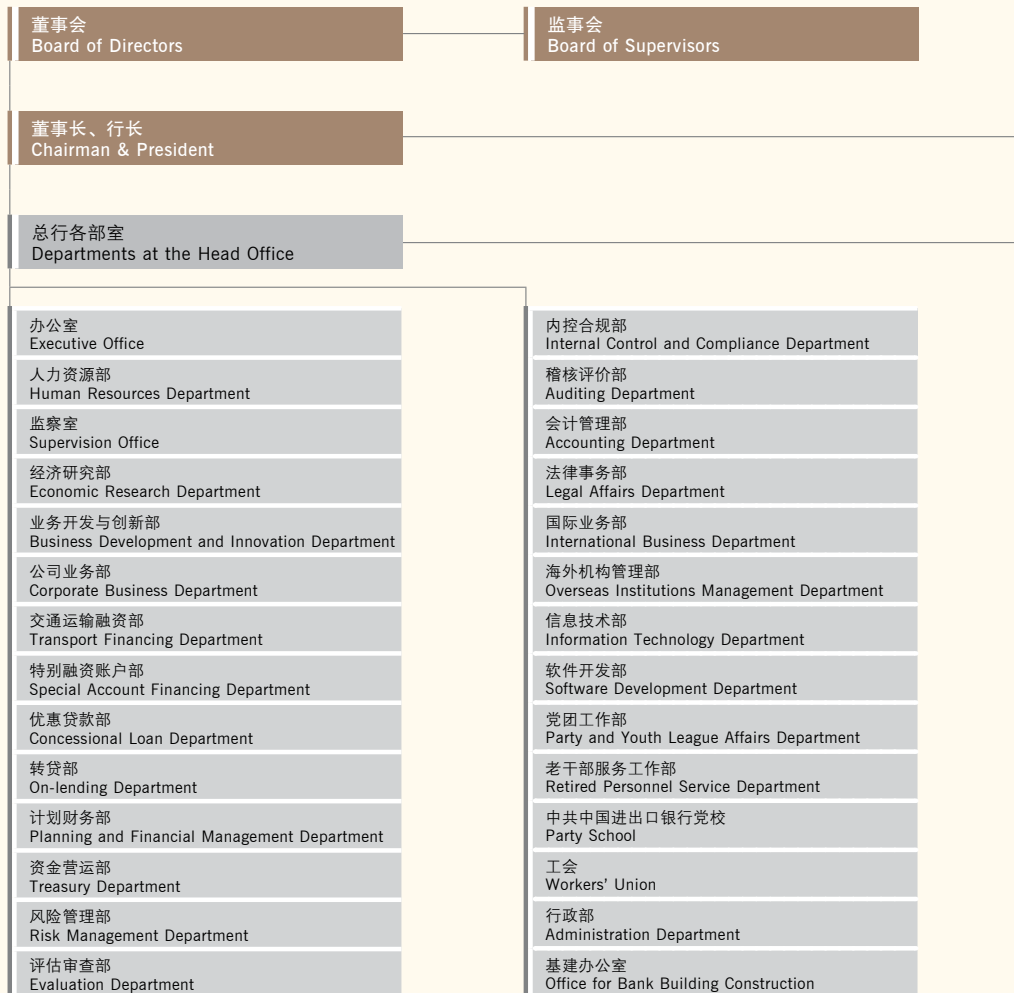 董事会
Board of Directors
监事会
Board of Supervisors
董事长、行长
Chairman & President
总行各部室
Departments at the Head Office
办公室
Executive Office
人力资源部
Human Resources Department
监察室
Supervision Office
经济研究部
Economic Research Department
业务开发与创新部
Business Development and Innovation Department
公司业务部
Corporate Business Department
交通运输融资部
Transport Financing Department
特别融资账户部
Special Account Financing Department
优惠贷款部
Concessional Loan Department
转贷部
On-lending Department
计划财务部
Planning and Financial Management Department
资金营运部
Treasury Department
风险管理部
Risk Management Department
评估审查部
Evaluation Department
内控合规部
Internal Control and Compliance Department
稽核评价部
Auditing Department
会计管理部
Accounting Department
法律事务部
Legal Affairs Department
国际业务部
International Business Department
海外机构管理部
Overseas Institutions Management Department
信息技术部
Information Technology Department
软件开发部
Software Development Department
党团工作部
Party and Youth League Affairs Department
老干部服务工作部
Retired Personnel Service Department
中共中国进出口银行党校
Party School
工会
Workers' Union
行政部
Administration Department
基建办公室
Office for Bank Building Construction